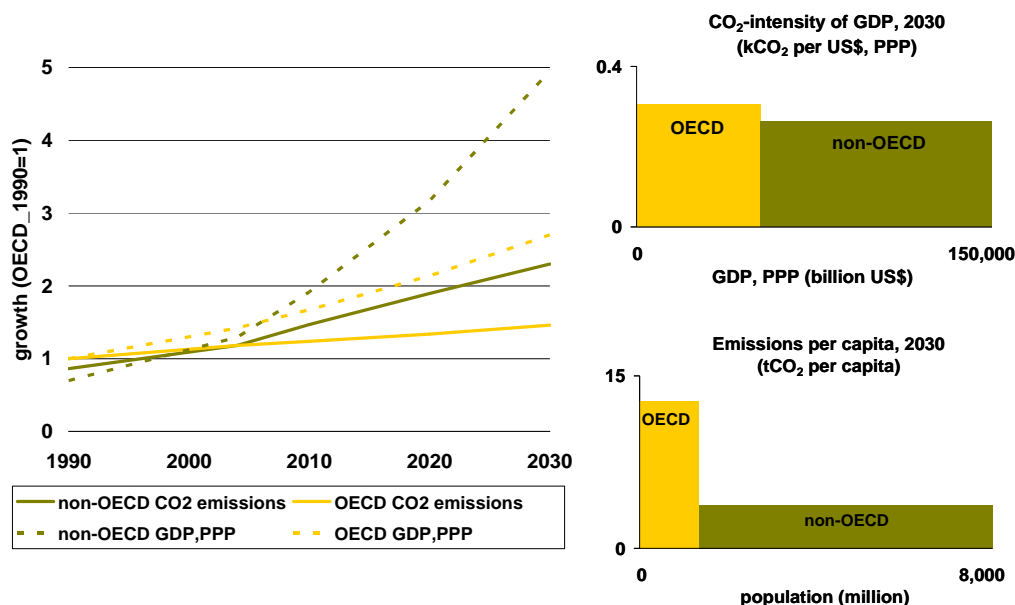 growth (OECD_1990=1)
5
4
3
2
1
0
1990 2000 2010 2020 2030
non-OECD CO2 emissions OECD CO2 emissions
non-OECD GDP,PPP OECD GDP,PPP
CO₂-intensity of GDP, 2030
(kCO₂ per US$, PPP)
0.4
OECD
non-OECD
0
0 150,000
GDP, PPP (billion US$)
Emissions per capita, 2030
(tCO₂ per capita)
15
OECD
non-OECD
0
0 8,000
population (million)